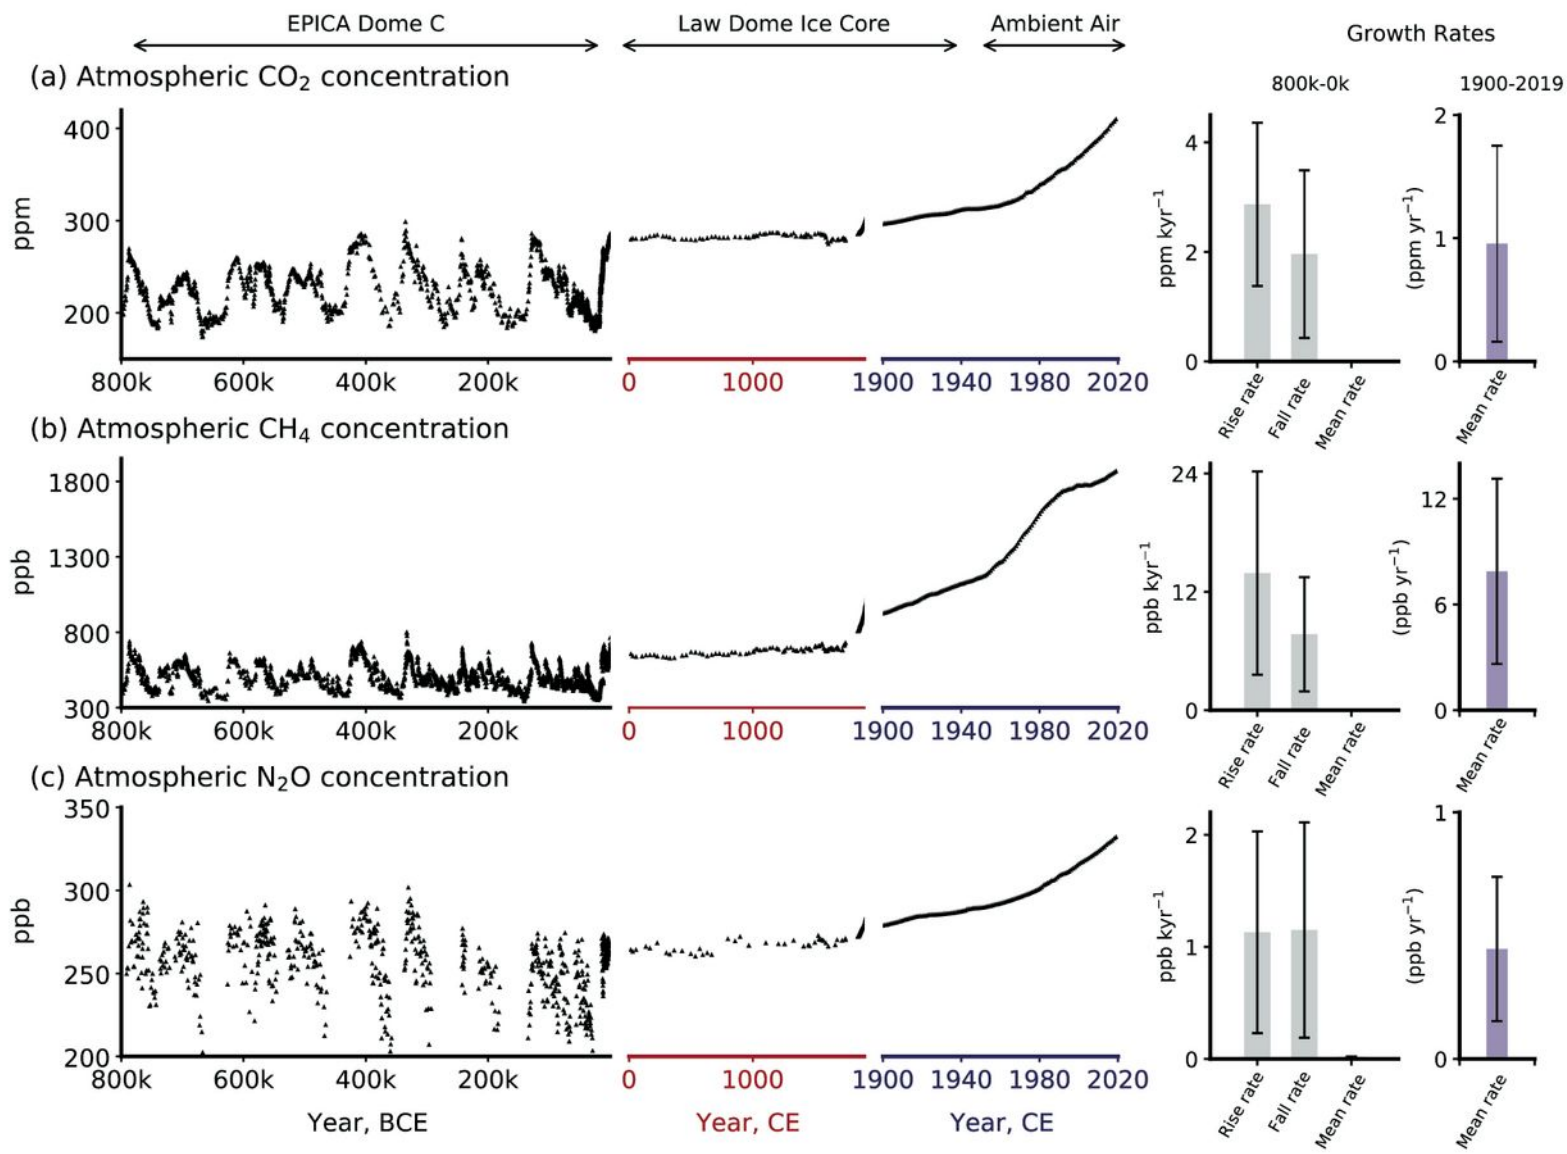 EPICA Dome C Law Dome Ice Core Ambient Air
Growth Rates
(a) Atmospheric CO₂ concentration
800k-0k 1900-2019
ppm
400
300
200
800k 600k 400k 200k
0 1000
1900 1940 1980 2020
ppm kyr⁻¹
4
2
0
Rise rate
Fall rate
Mean rate
(ppm yr⁻¹)
2
1
0
Mean rate
(b) Atmospheric CH₄ concentration
ppb
1800
1300
800
300
800k 600k 400k 200k
0 1000
1900 1940 1980 2020
ppb kyr⁻¹
24
12
0
Rise rate
Fall rate
Mean rate
(ppb yr⁻¹)
12
6
0
Mean rate
(c) Atmospheric N₂O concentration
ppb
350
300
250
200
800k 600k 400k 200k
0 1000
1900 1940 1980 2020
Year, BCE
Year, CE
Year, CE
ppb kyr⁻¹
2
1
0
Rise rate
Fall rate
Mean rate
(ppb yr⁻¹)
1
0
Mean rate